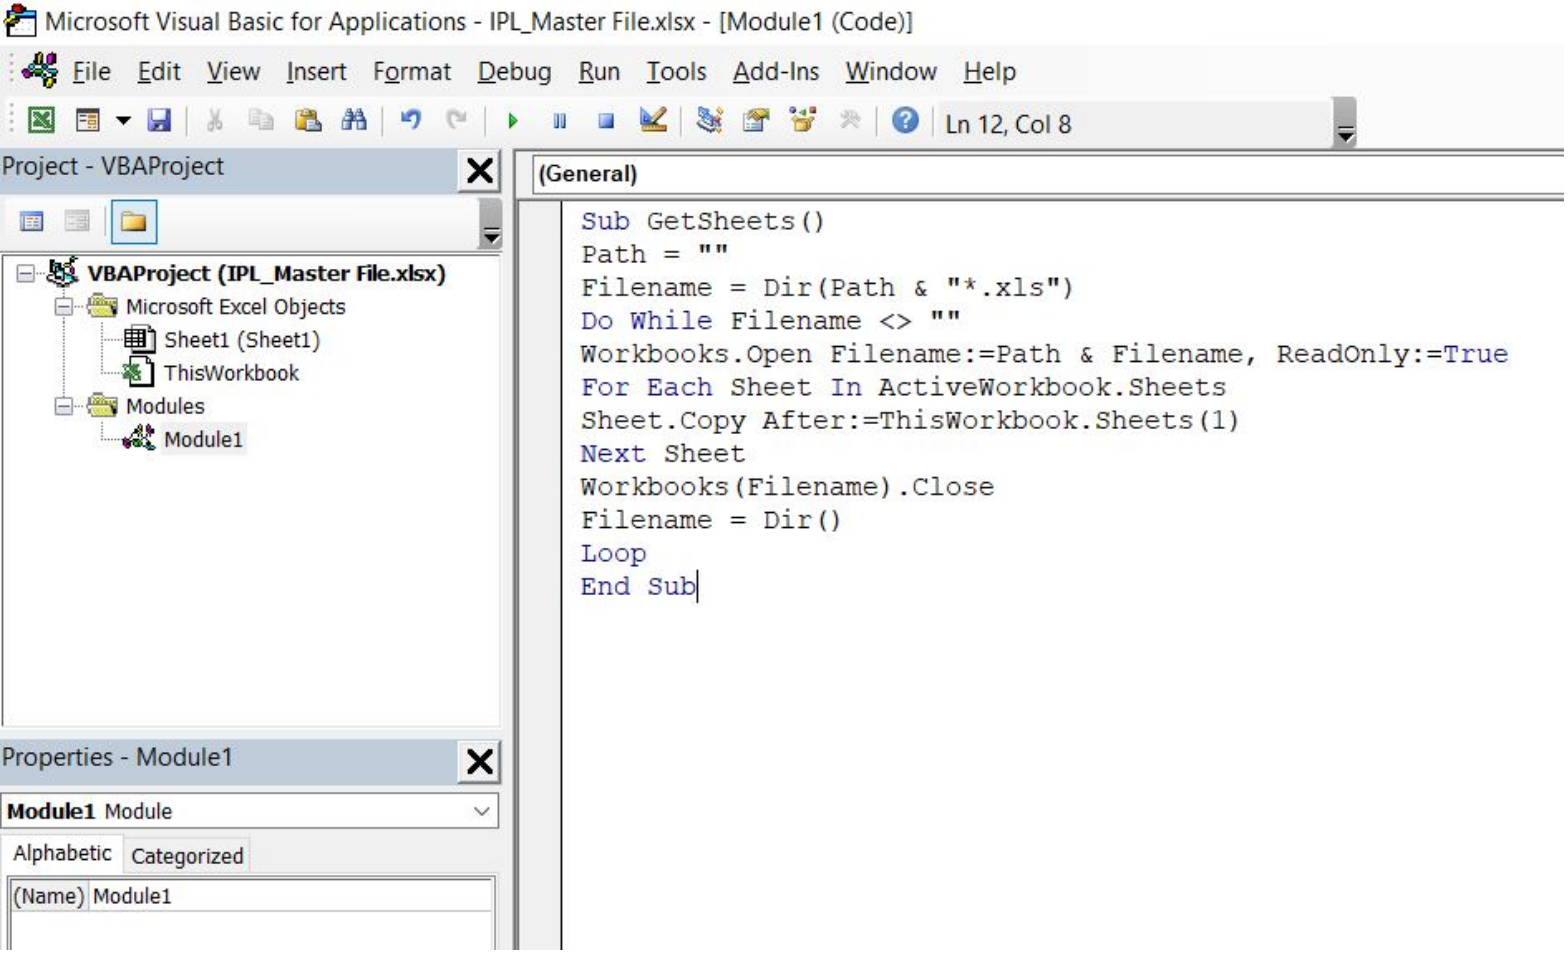 Microsoft Visual Basic for Applications - IPL_Master File.xlsx - [Module1 (Code)]
File Edit View Insert Format Debug Run Tools Add-Ins Window Help
Ln 12, Col 8
Project - VBAProject
(General)
VBAProject (IPL_Master File.xlsx)
Microsoft Excel Objects
Sheet1 (Sheet1)
ThisWorkbook
Modules
Module1
Sub GetSheets()
Path = ""
Filename = Dir(Path & "*.xls")
Do While Filename <> ""
Workbooks.Open Filename:=Path & Filename, ReadOnly:=True
For Each Sheet In ActiveWorkbook.Sheets
Sheet.Copy After:=ThisWorkbook.Sheets(1)
Next Sheet
Workbooks(Filename).Close
Filename = Dir()
Loop
End Sub
Properties - Module1
Module1 Module
Alphabetic Categorized
(Name) Module1